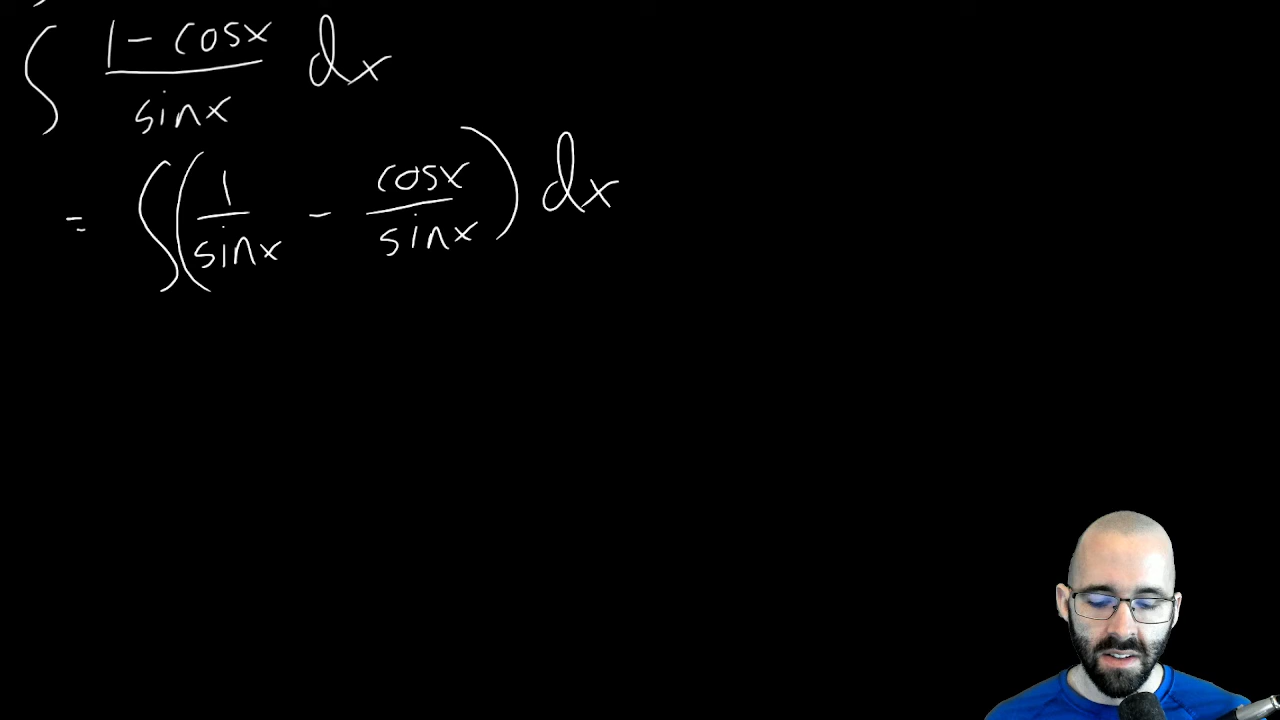 ∫ (1 - cosx)/(sinx) dx
= ∫ (1/sinx - cosx/sinx) dx